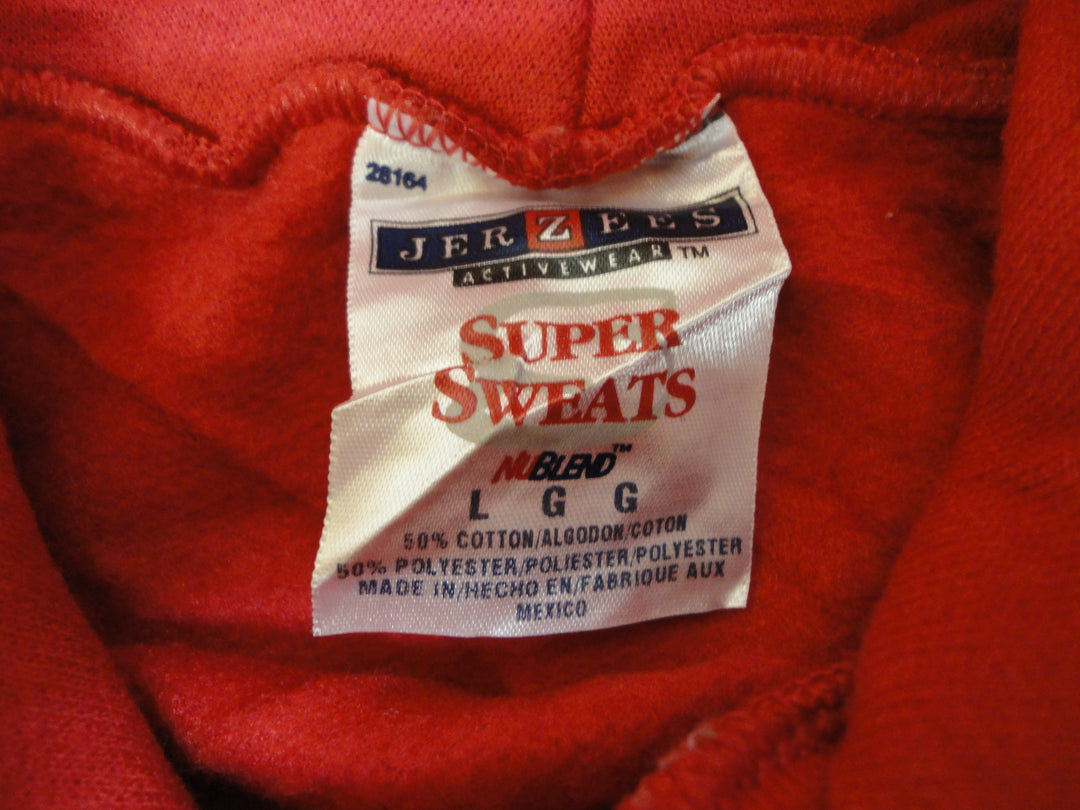 28164
JERZEES
ACTIVEWEAR TM
SUPER
SWEATS
NUBLEND™
L G G
50% COTTON/ALGODON/COTON
50% POLYESTER/POLIESTER/POLYESTER
MADE IN/HECHO EN/FABRIQUE AUX
MEXICO